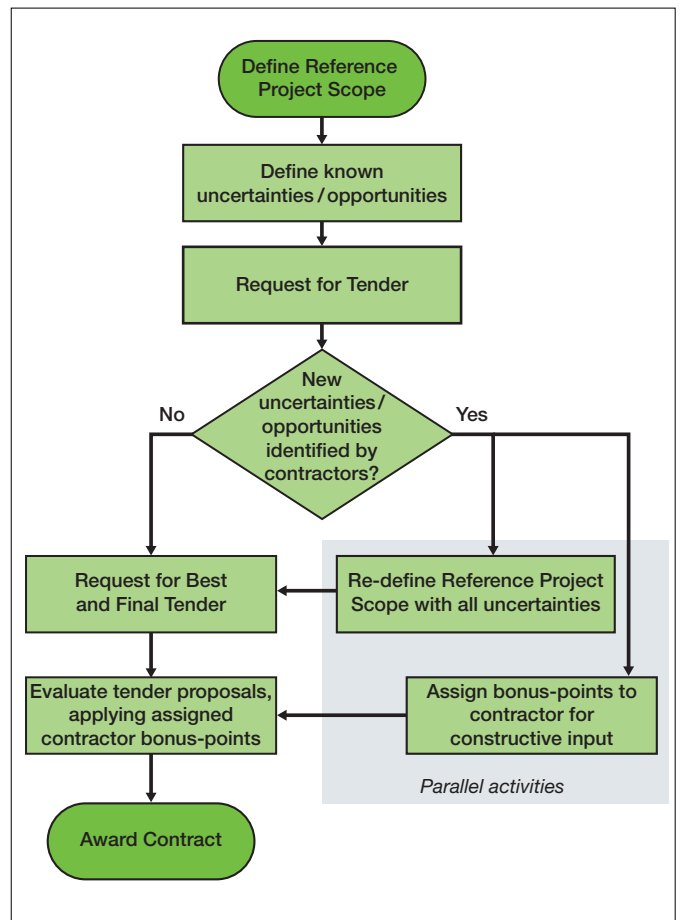 Define Reference
Project Scope
Define known
uncertainties/opportunities
Request for Tender
New
uncertainties/
opportunities
identified by
contractors?
No
Yes
Request for Best
and Final Tender
Re-define Reference Project
Scope with all uncertainties
Evaluate tender proposals,
applying assigned
contractor bonus-points
Assign bonus-points to
contractor for
constructive input
Parallel activities
Award Contract